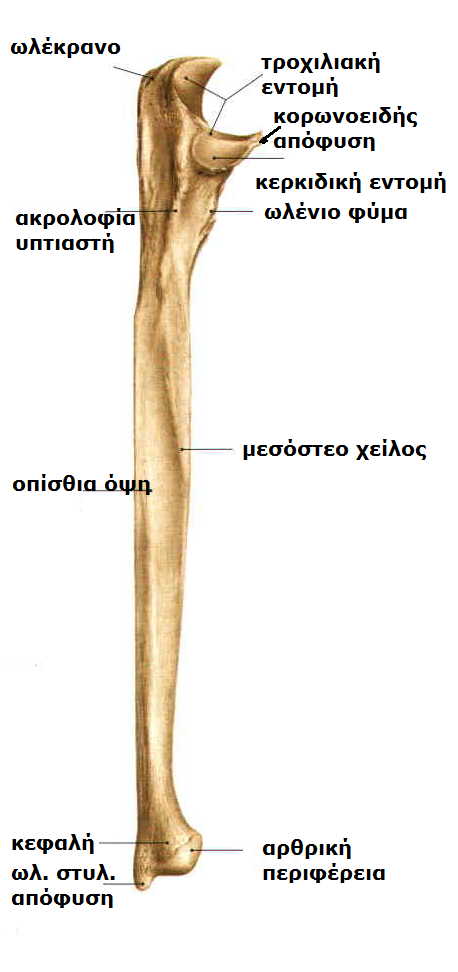 ωλέκρανο
τροχιλιακή
εντομή
κορωνοειδής
απόφυση
κερκιδική εντομή
ωλένιο φύμα
ακρολοφία
υπτιαστή
μεσόστεο χείλος
οπίσθια όψη
κεφαλή
ωλ. στυλ.
απόφυση
αρθρική
περιφέρεια